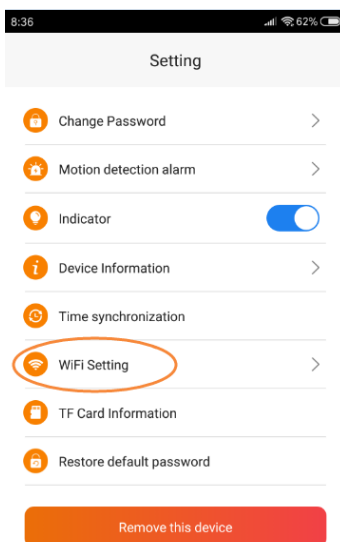 8:36 62%
Setting
Change Password
Motion detection alarm
Indicator
Device Information
Time synchronization
WiFi Setting
TF Card Information
Restore default password
Remove this device